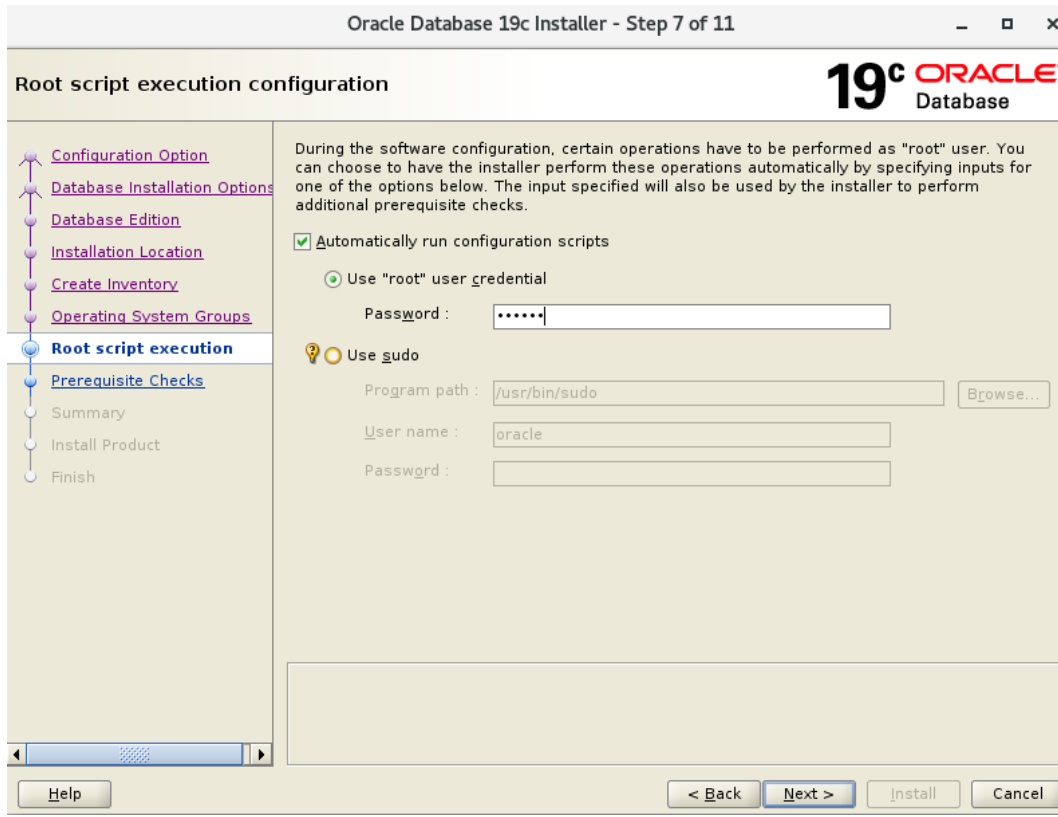 Oracle Database 19c Installer - Step 7 of 11
Root script execution configuration
19c ORACLE
Database
Configuration Option
Database Installation Options
Database Edition
Installation Location
Create Inventory
Operating System Groups
Root script execution
Prerequisite Checks
Summary
Install Product
Finish
During the software configuration, certain operations have to be performed as "root" user. You
can choose to have the installer perform these operations automatically by specifying inputs for
one of the options below. The input specified will also be used by the installer to perform
additional prerequisite checks.
Automatically run configuration scripts
Use "root" user credential
Password : ••••••
Use sudo
Program path : /usr/bin/sudo Browse...
User name : oracle
Password :
Help < Back Next > Install Cancel